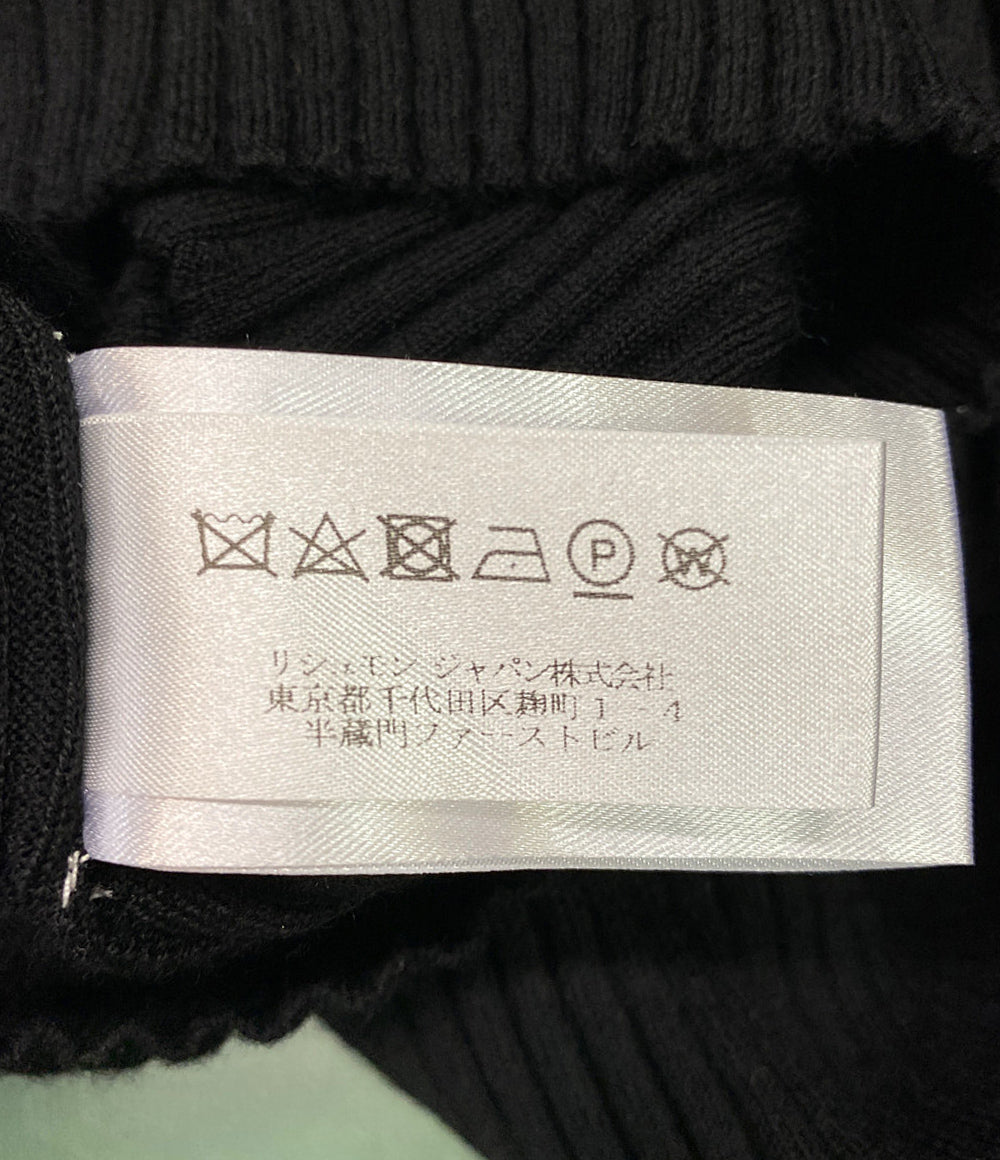 P
W
リシュモン ジャパン株式会社
東京都千代田区麹町1-4
半蔵門ファーストビル